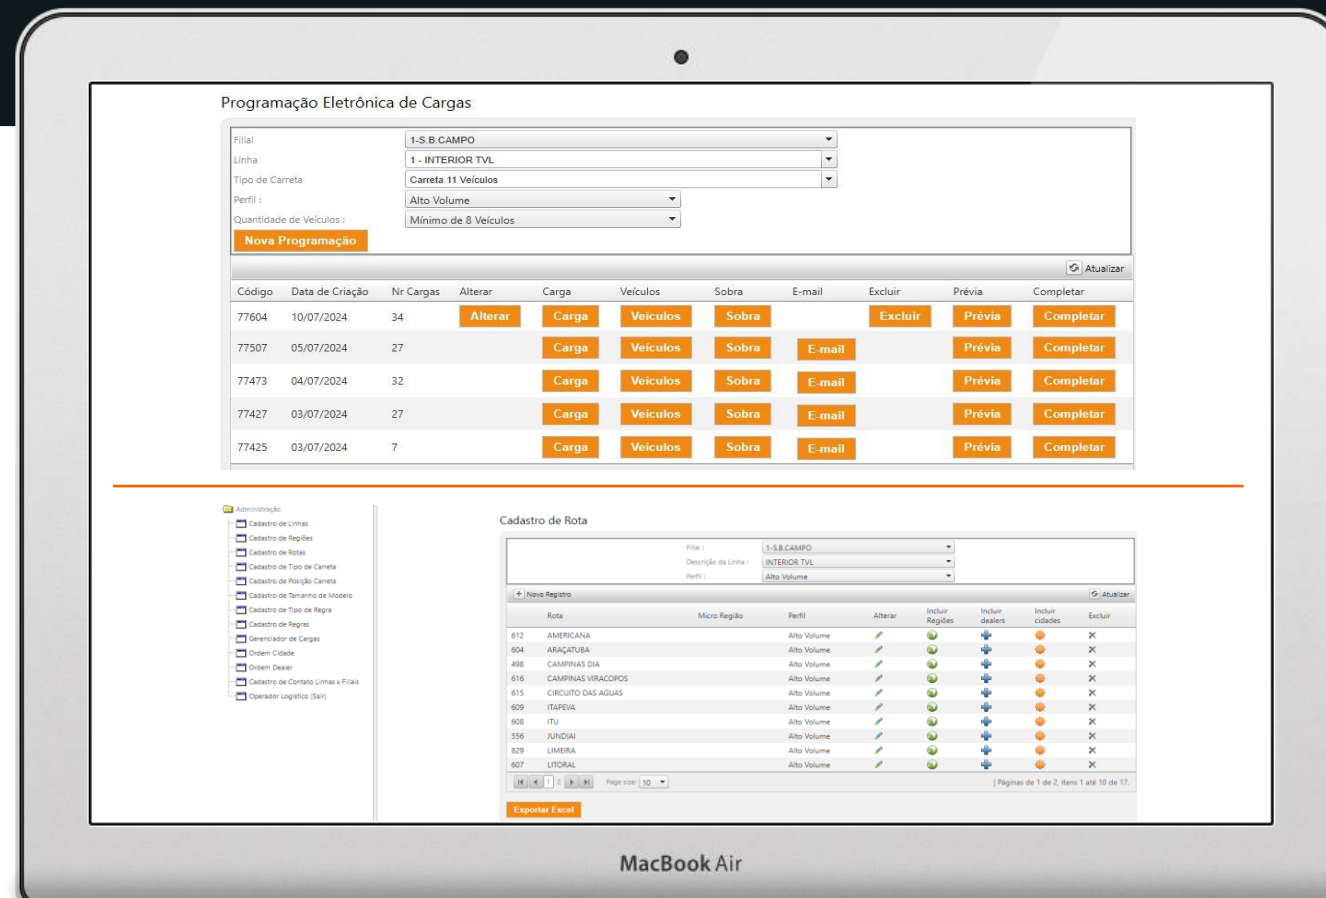 Programação Eletrônica de Cargas
Filial 1-S.B.CAMPO
Linha 1 - INTERIOR TVL
Tipo de Carreta Carreta 11 Veículos
Perfil : Alto Volume
Quantidade de Veículos : Mínimo de 8 Veículos
Nova Programação
Atualizar
Código Data de Criação Nr Cargas Alterar Carga Veículos Sobra E-mail Excluir Prévia Completar
77604 10/07/2024 34 Alterar Carga Veículos Sobra Excluir Prévia Completar
77507 05/07/2024 27 Carga Veículos Sobra E-mail Prévia Completar
77473 04/07/2024 32 Carga Veículos Sobra E-mail Prévia Completar
77427 03/07/2024 27 Carga Veículos Sobra E-mail Prévia Completar
77425 03/07/2024 7 Carga Veículos Sobra E-mail Prévia Completar
Administração
Cadastro de Linhas
Cadastro de Regiões
Cadastro de Rotas
Cadastro de Tipo de Carreta
Cadastro de Posição Carreta
Cadastro de Tamanho de Modelo
Cadastro de Tipo de Regra
Cadastro de Regras
Gerenciador de Cargas
Ordem Cidade
Ordem Dealer
Cadastro de Contato Linhas x Filiais
Operador Logístico (Sair)
Cadastro de Rota
Filial : 1-S.B.CAMPO
Descrição da Linha : INTERIOR TVL
Perfil : Alto Volume
Novo Registro Atualizar
Rota Micro Região Perfil Alterar Incluir Regiões Incluir dealers Incluir cidades Excluir
612 AMERICANA Alto Volume
604 ARAÇATUBA Alto Volume
498 CAMPINAS DIA Alto Volume
616 CAMPINAS VIRACOPOS Alto Volume
615 CIRCUITO DAS AGUAS Alto Volume
609 ITAPEVA Alto Volume
608 ITU Alto Volume
556 JUNDIAI Alto Volume
829 LIMEIRA Alto Volume
607 LITORAL Alto Volume
1 2 Page size: 10 | Páginas de 1 de 2, itens 1 até 10 de 17.
Exportar Excel
MacBook Air